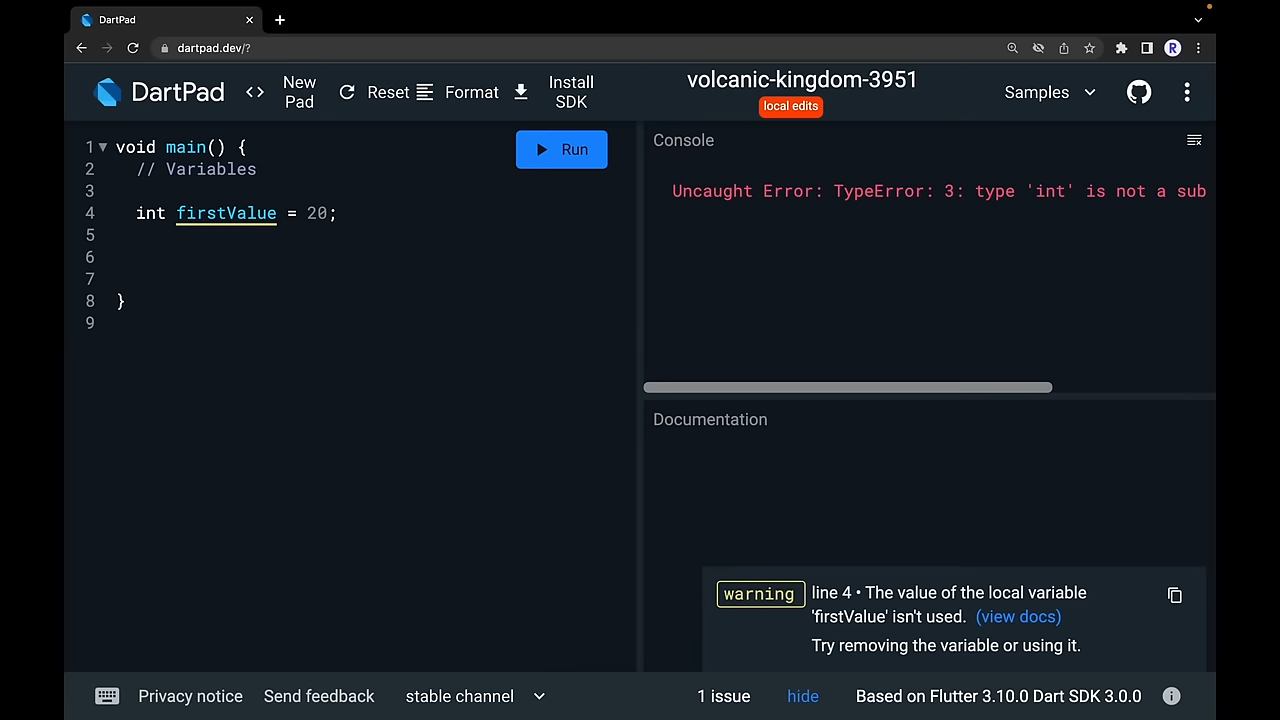 DartPad
dartpad.dev/?
R
DartPad
New Pad
Reset
Format
Install SDK
volcanic-kingdom-3951
local edits
Samples
1 void main() {
2 // Variables
3
4 int firstValue = 20;
5
6
7
8 }
9
Run
Console
Uncaught Error: TypeError: 3: type 'int' is not a sub
Documentation
warning line 4 • The value of the local variable
'firstValue' isn't used. (view docs)
Try removing the variable or using it.
Privacy notice
Send feedback
stable channel
1 issue
hide
Based on Flutter 3.10.0 Dart SDK 3.0.0